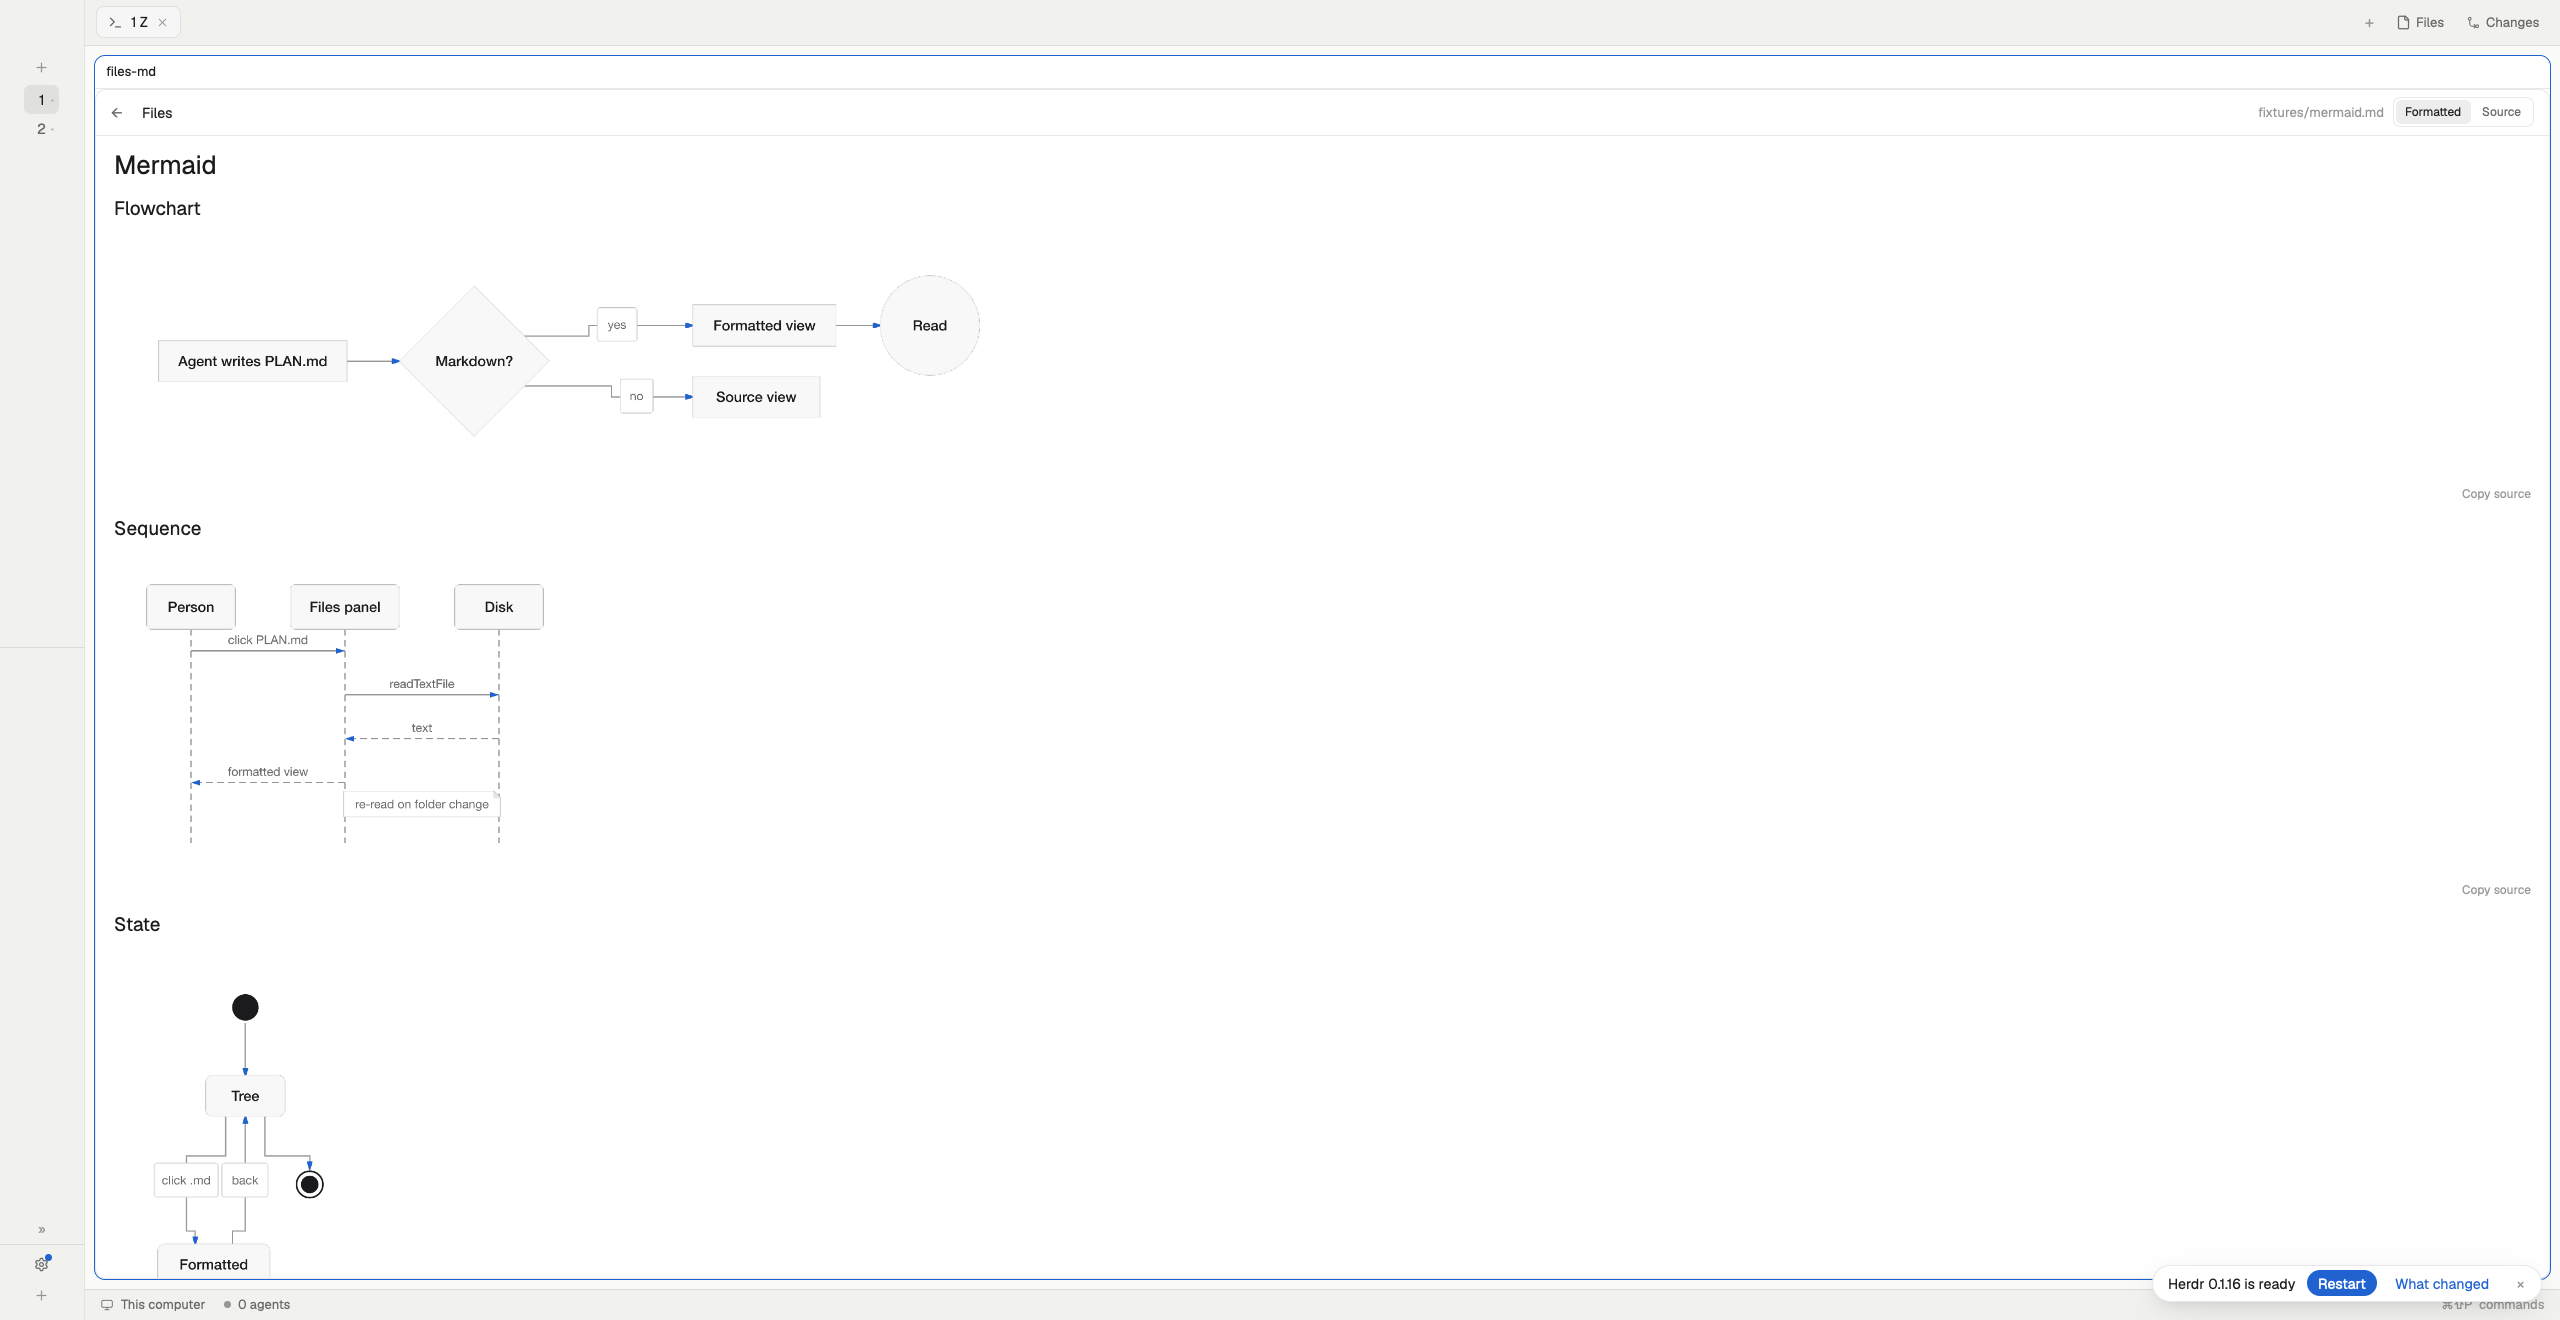 1 Z
Files
Changes
1
2
files-md
Files
fixtures/mermaid.md
Formatted
Source
Mermaid
Flowchart
Agent writes PLAN.md
Markdown?
yes
Formatted view
Read
no
Source view
Copy source
Sequence
Person
Files panel
Disk
click PLAN.md
readTextFile
text
formatted view
re-read on folder change
Copy source
State
Tree
click .md
back
Formatted
Herdr 0.1.16 is ready
Restart
What changed
This computer
0 agents
⌘⇧P commands